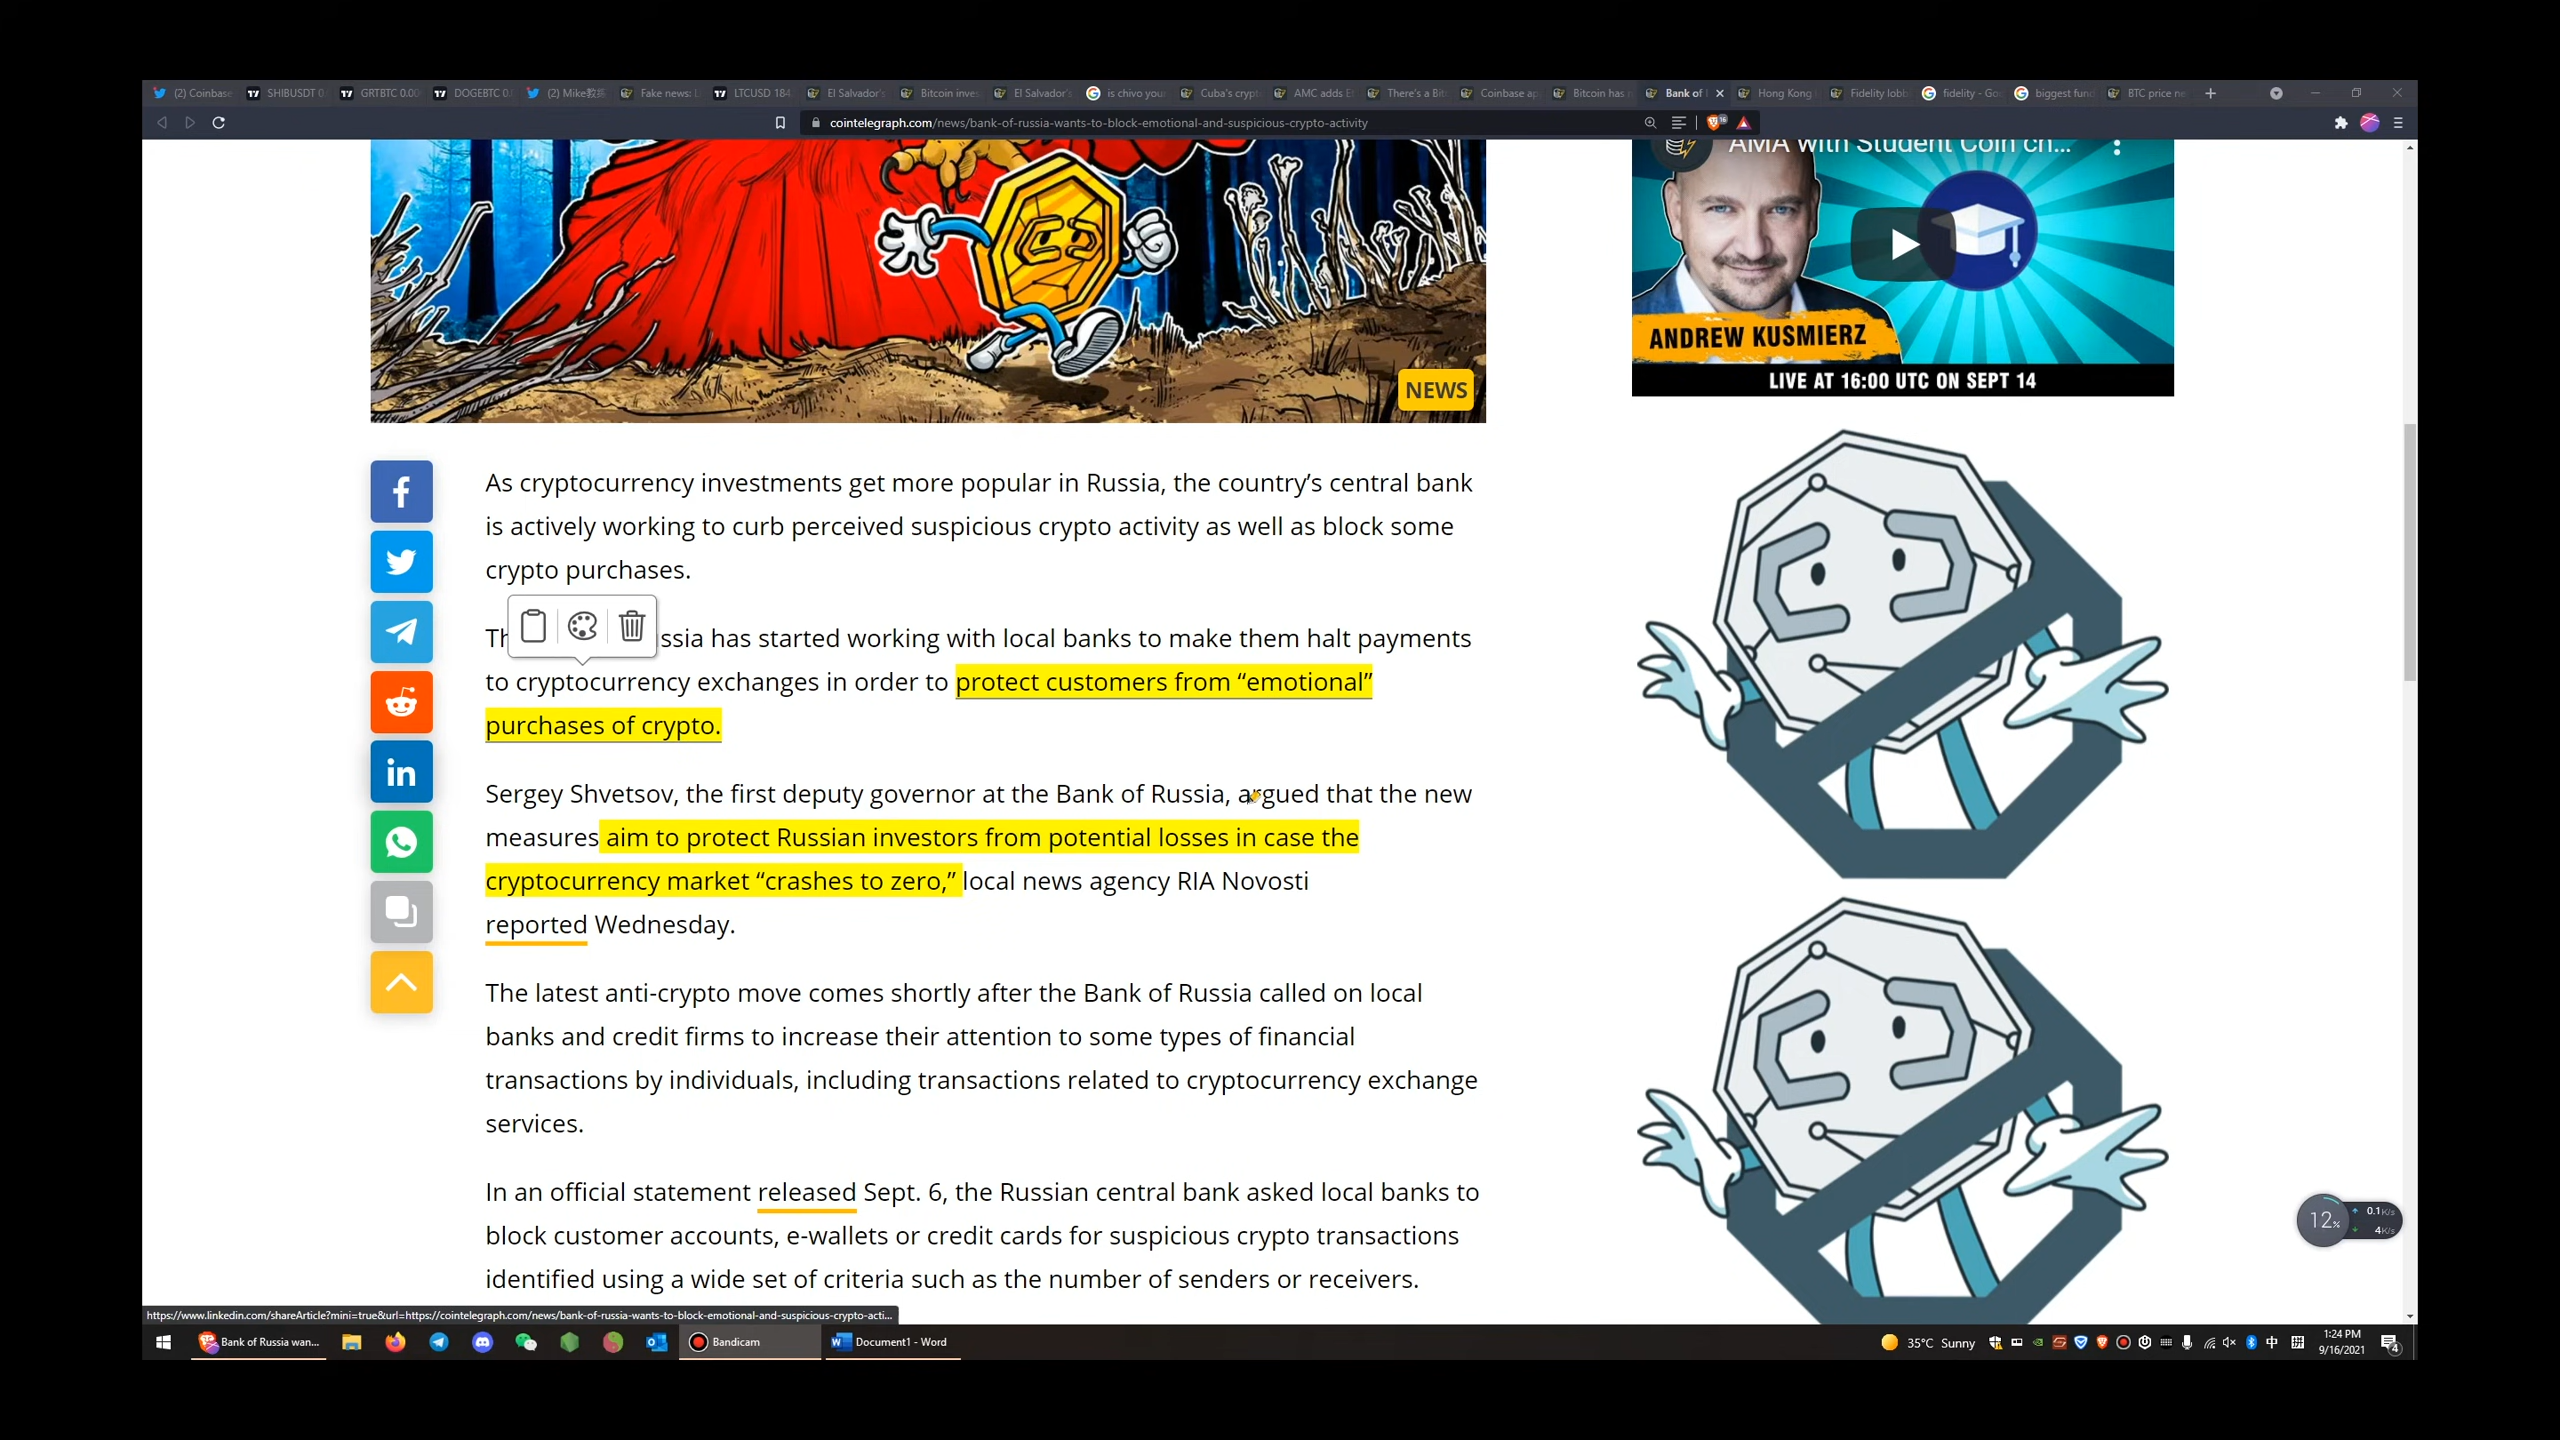 (2) Coinbase
SHIBUSDT 0
GRTBTC 0.00
DOGEBTC 0.
(2) Mike教
Fake news: L
LTCUSD 184
El Salvador's
Bitcoin inves
El Salvador's
is chivo you
Cuba's crypt
AMC adds E
There's a Bit
Coinbase ap
Bitcoin has
Bank of
Hong Kong
Fidelity lobb
fidelity - Go
biggest fund
BTC price ne
cointelegraph.com/news/bank-of-russia-wants-to-block-emotional-and-suspicious-crypto-activity
AMA with Student Coin ch...
ANDREW KUSMIERZ
LIVE AT 16:00 UTC ON SEPT 14
NEWS
As cryptocurrency investments get more popular in Russia, the country's central bank
is actively working to curb perceived suspicious crypto activity as well as block some
crypto purchases.
Th ssia has started working with local banks to make them halt payments
to cryptocurrency exchanges in order to protect customers from “emotional”
purchases of crypto.
Sergey Shvetsov, the first deputy governor at the Bank of Russia, argued that the new
measures aim to protect Russian investors from potential losses in case the
cryptocurrency market “crashes to zero,” local news agency RIA Novosti
reported Wednesday.
The latest anti-crypto move comes shortly after the Bank of Russia called on local
banks and credit firms to increase their attention to some types of financial
transactions by individuals, including transactions related to cryptocurrency exchange
services.
In an official statement released Sept. 6, the Russian central bank asked local banks to
block customer accounts, e-wallets or credit cards for suspicious crypto transactions
identified using a wide set of criteria such as the number of senders or receivers.
12%
0.1K/s
4K/s
https://www.linkedin.com/shareArticle?mini=true&url=https://cointelegraph.com/news/bank-of-russia-wants-to-block-emotional-and-suspicious-crypto-acti...
Bank of Russia wan...
Bandicam
Document1 - Word
35°C Sunny
中
1:24 PM
9/16/2021
4